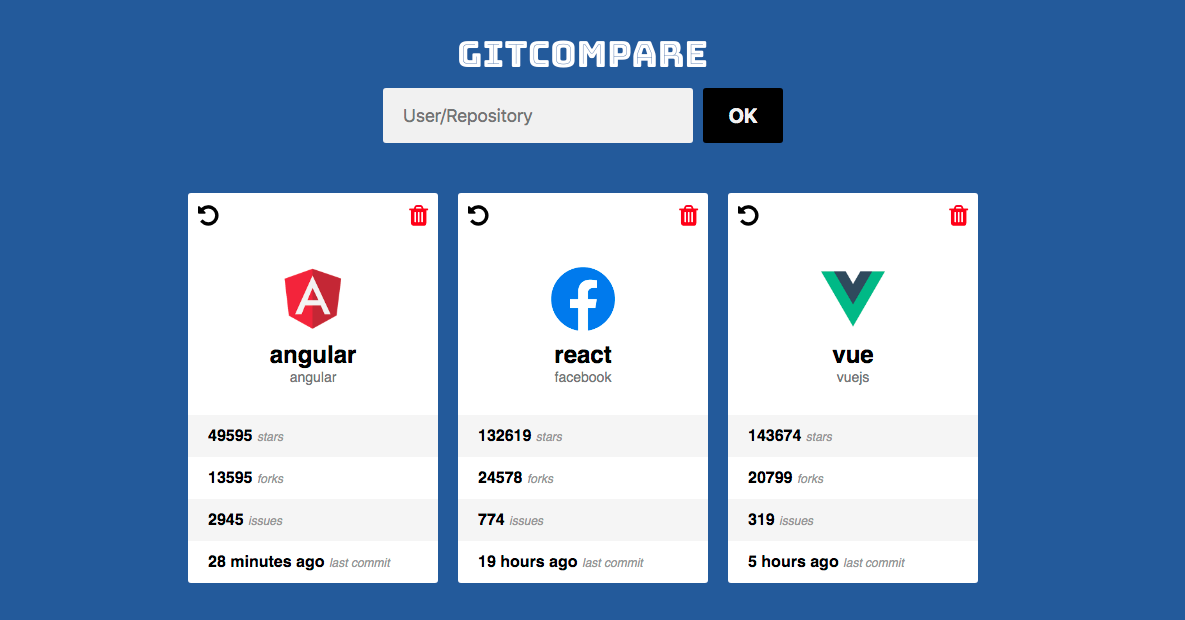 GITCOMPARE
User/Repository
OK
angular
angular
49595 stars
13595 forks
2945 issues
28 minutes ago last commit
react
facebook
132619 stars
24578 forks
774 issues
19 hours ago last commit
vue
vuejs
143674 stars
20799 forks
319 issues
5 hours ago last commit